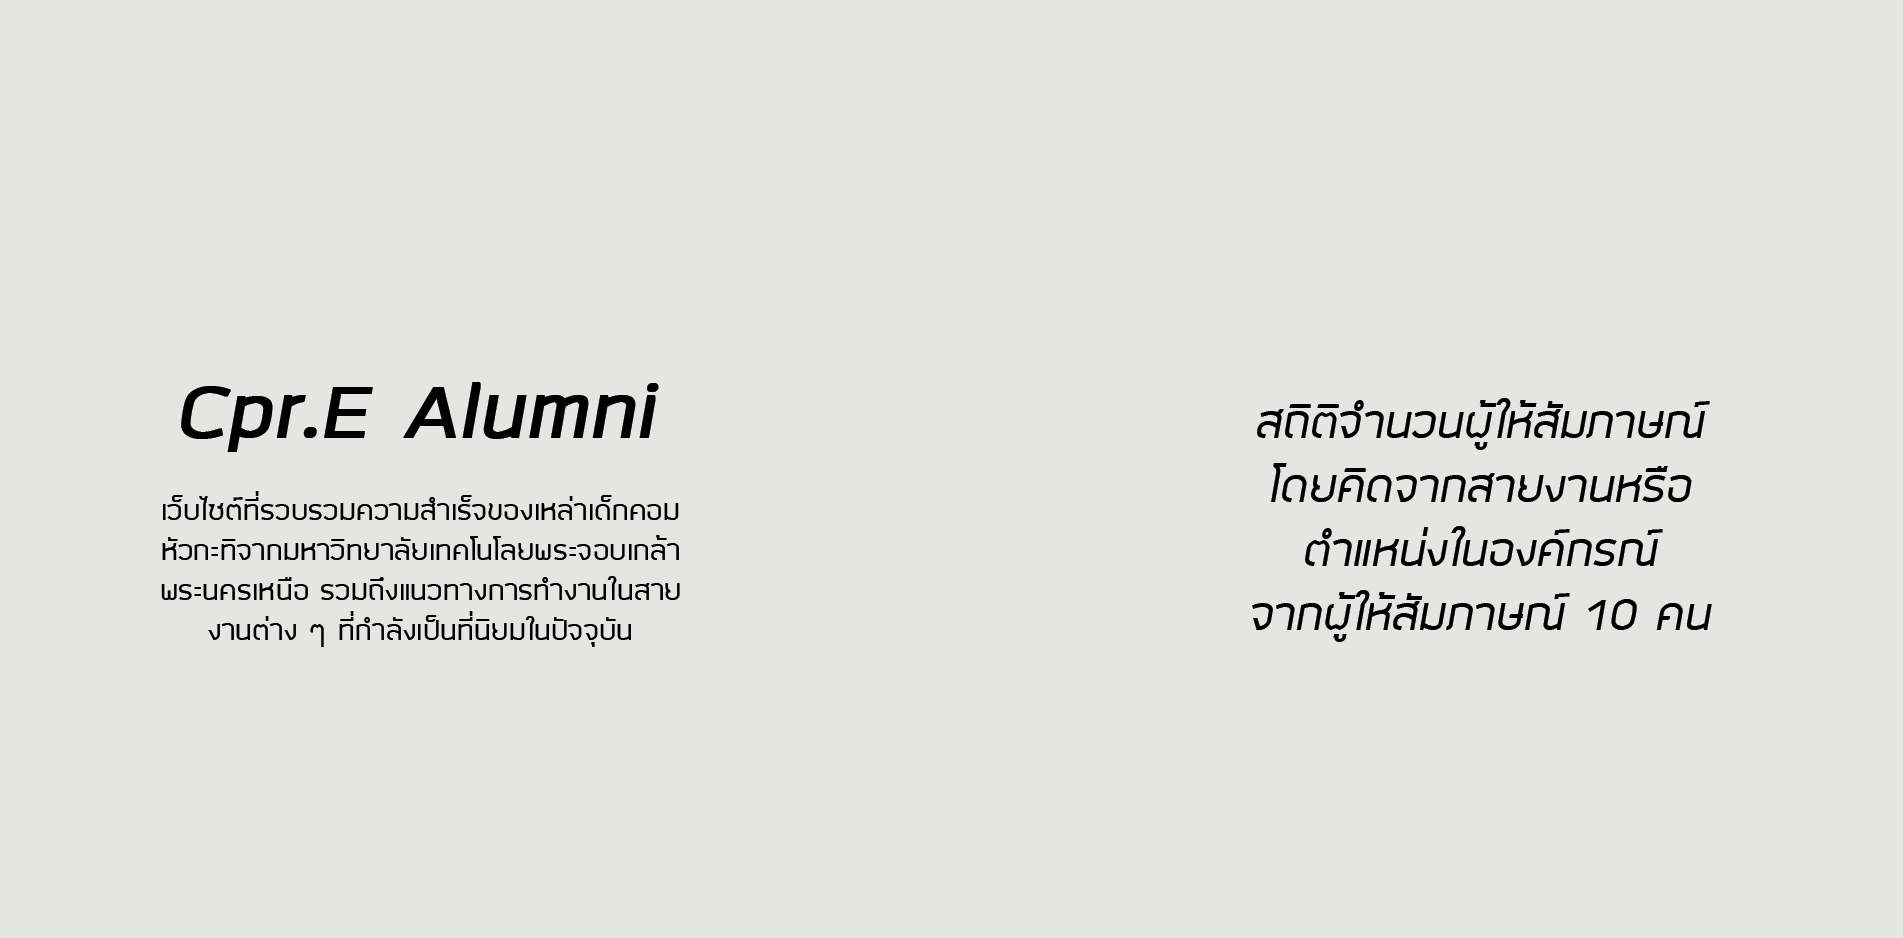 Cpr.E Alumni
เว็บไซต์ที่รวบรวมความสำเร็จของเหล่าเด็กคอม
หัวกะทิจากมหาวิทยาลัยเทคโนโลยพระจอบเกล้า
พระนครเหนือ รวมถึงแนวทางการทำงานในสาย
งานต่าง ๆ ที่กำลังเป็นที่นิยมในปัจจุบัน
สถิติจำนวนผู้ให้สัมภาษณ์
โดยคิดจากสายงานหรือ
ตำแหน่งในองค์กรณ์
จากผู้ให้สัมภาษณ์ 10 คน